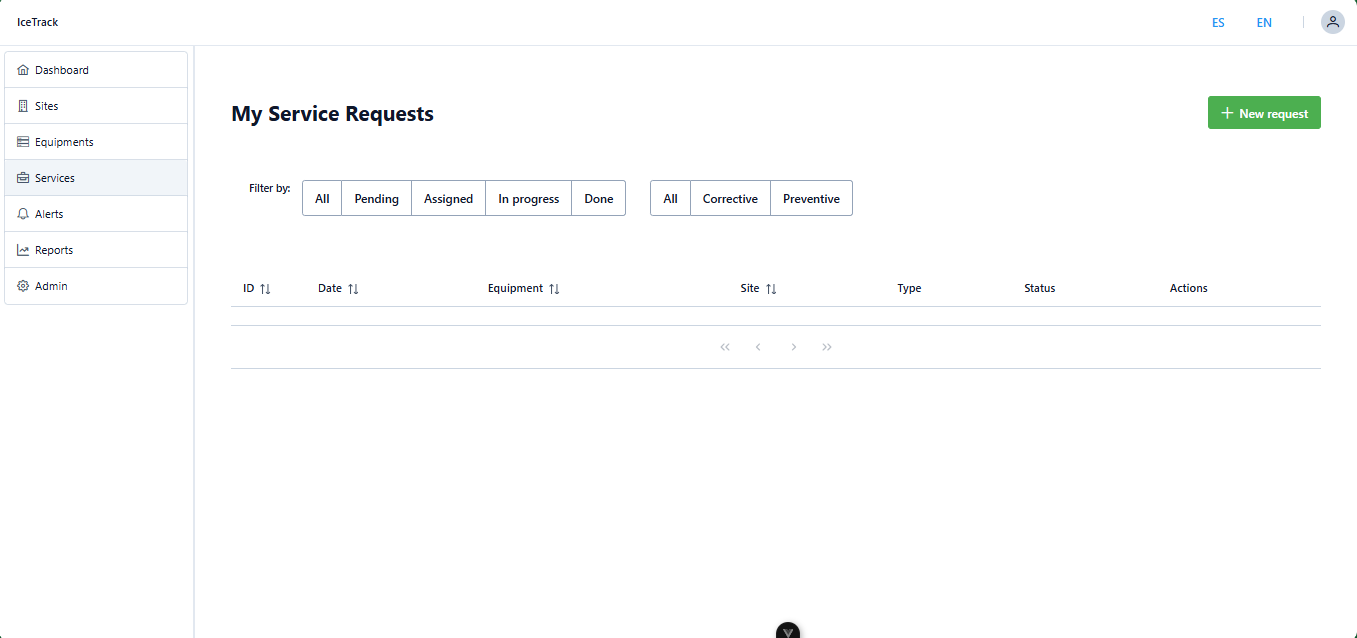 IceTrack
ES EN
Dashboard
Sites
Equipments
Services
Alerts
Reports
Admin
My Service Requests
New request
Filter by:
All Pending Assigned In progress Done
All Corrective Preventive
ID Date Equipment Site Type Status Actions